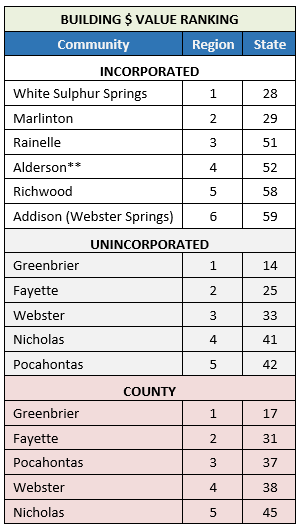 BUILDING $ VALUE RANKING
Community Region State
INCORPORATED
White Sulphur Springs 1 28
Marlinton 2 29
Rainelle 3 51
Alderson** 4 52
Richwood 5 58
Addison (Webster Springs) 6 59
UNINCORPORATED
Greenbrier 1 14
Fayette 2 25
Webster 3 33
Nicholas 4 41
Pocahontas 5 42
COUNTY
Greenbrier 1 17
Fayette 2 31
Pocahontas 3 37
Webster 4 38
Nicholas 5 45